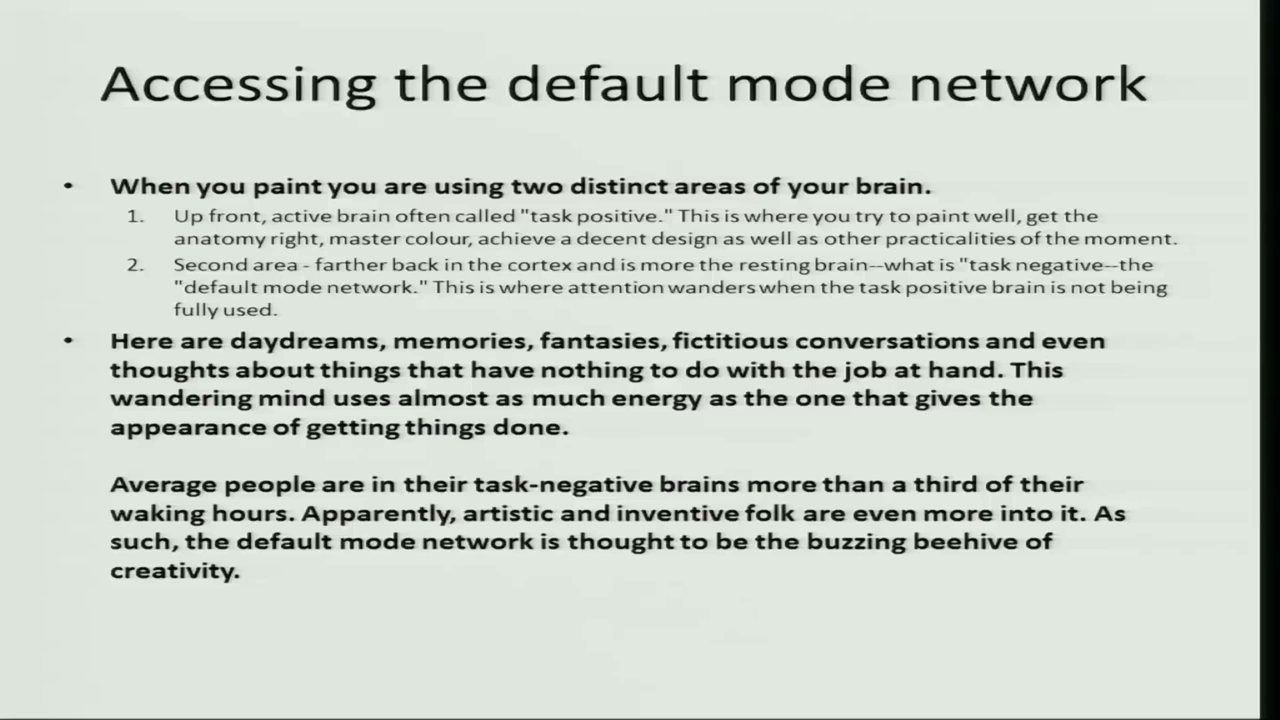 Accessing the default mode network
• When you paint you are using two distinct areas of your brain.
1. Up front, active brain often called "task positive." This is where you try to paint well, get the
anatomy right, master colour, achieve a decent design as well as other practicalities of the moment.
2. Second area - farther back in the cortex and is more the resting brain--what is "task negative--the
"default mode network." This is where attention wanders when the task positive brain is not being
fully used.
• Here are daydreams, memories, fantasies, fictitious conversations and even
thoughts about things that have nothing to do with the job at hand. This
wandering mind uses almost as much energy as the one that gives the
appearance of getting things done.
Average people are in their task-negative brains more than a third of their
waking hours. Apparently, artistic and inventive folk are even more into it. As
such, the default mode network is thought to be the buzzing beehive of
creativity.